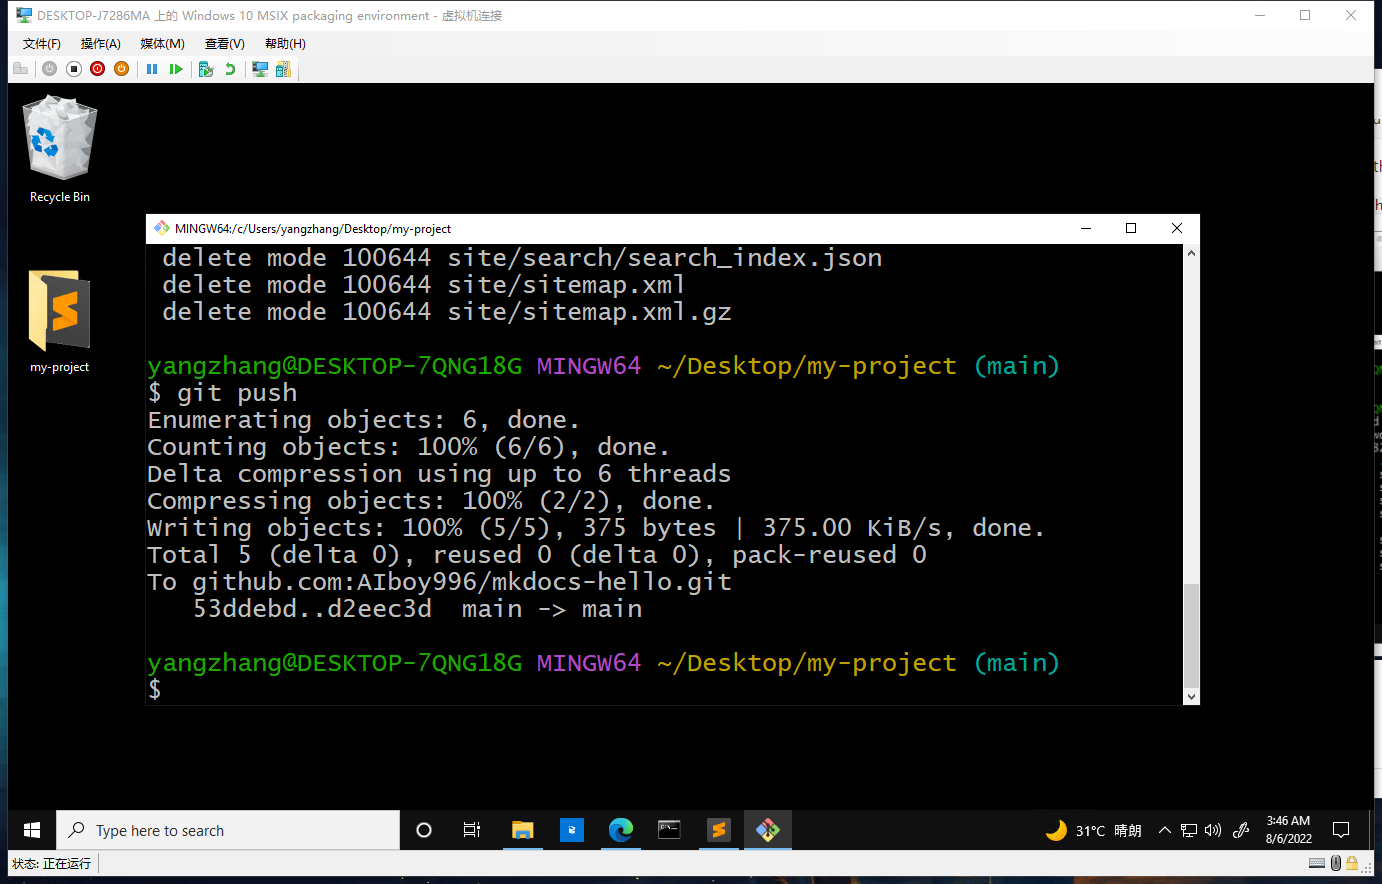 DESKTOP-J7286MA 上的 Windows 10 MSIX packaging environment - 虚拟机连接
文件(F) 操作(A) 媒体(M) 查看(V) 帮助(H)
Recycle Bin
my-project
MINGW64:/c/Users/yangzhang/Desktop/my-project
delete mode 100644 site/search/search_index.json
delete mode 100644 site/sitemap.xml
delete mode 100644 site/sitemap.xml.gz
yangzhang@DESKTOP-7QNG18G MINGW64 ~/Desktop/my-project (main)
$ git push
Enumerating objects: 6, done.
Counting objects: 100% (6/6), done.
Delta compression using up to 6 threads
Compressing objects: 100% (2/2), done.
Writing objects: 100% (5/5), 375 bytes | 375.00 KiB/s, done.
Total 5 (delta 0), reused 0 (delta 0), pack-reused 0
To github.com:AIboy996/mkdocs-hello.git
53ddebd..d2eec3d main -> main
yangzhang@DESKTOP-7QNG18G MINGW64 ~/Desktop/my-project (main)
$
Type here to search
31°C 晴朗
3:46 AM
8/6/2022
状态: 正在运行